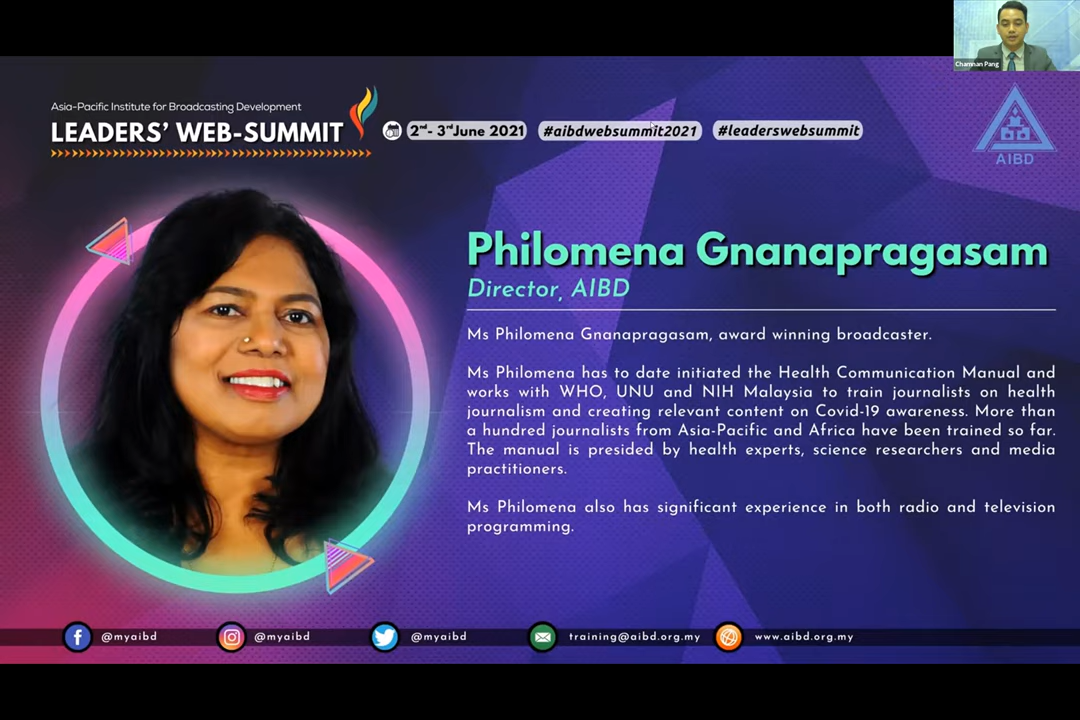 Chamnan Pang
Asia-Pacific Institute for Broadcasting Development
LEADERS' WEB-SUMMIT
2nd- 3rd June 2021
#aibdwebsummit2021
#leaderswebsummit
AIBD
Philomena Gnanapragasam
Director, AIBD
Ms Philomena Gnanapragasam, award winning broadcaster.
Ms Philomena has to date initiated the Health Communication Manual and
works with WHO, UNU and NIH Malaysia to train journalists on health
journalism and creating relevant content on Covid-19 awareness. More than
a hundred journalists from Asia-Pacific and Africa have been trained so far.
The manual is presided by health experts, science researchers and media
practitioners.
Ms Philomena also has significant experience in both radio and television
programming.
@myaibd
@myaibd
@myaibd
training@aibd.org.my
www.aibd.org.my